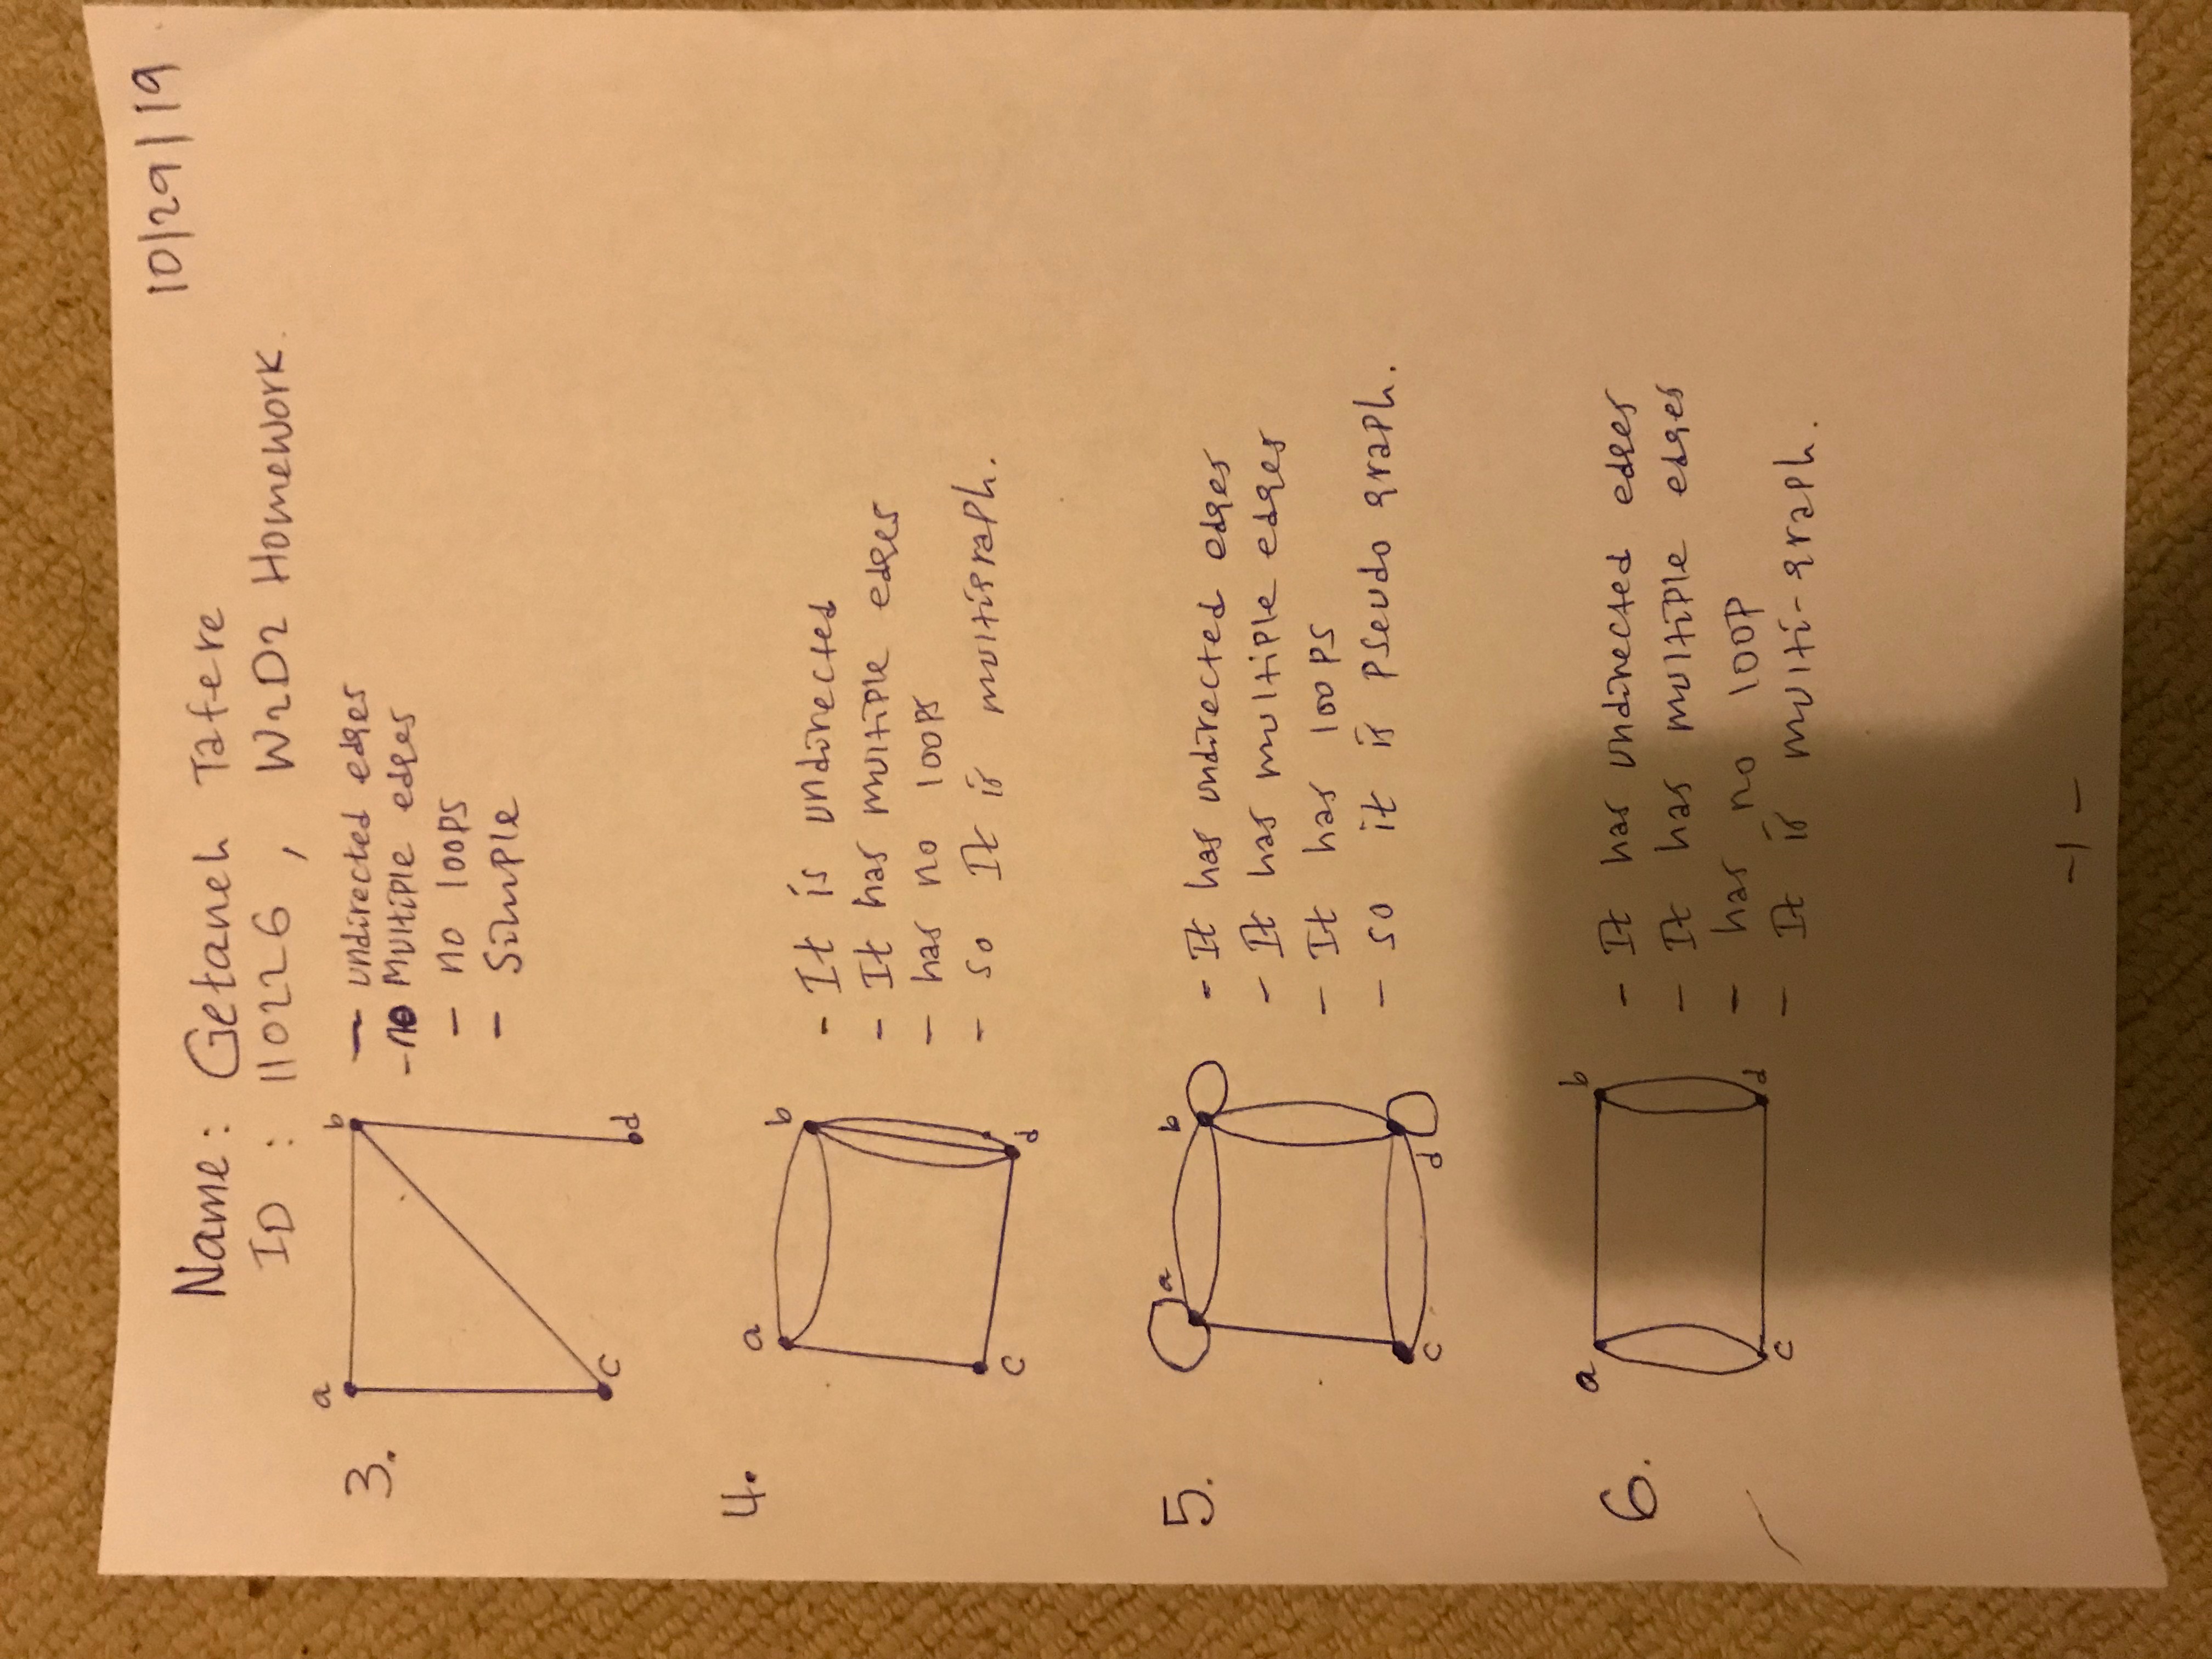 10/29/19
Name: Getaneh Tafere
ID : 110226 , W2D2 Homework.
3.
a
b
c
d
- undirected edges
- no Multiple edges
- no loops
- Simple
4.
a
b
c
d
- It is undirected
- It has multiple edges
- has no loops
- so It is multigraph.
5.
a
b
c
d
- It has undirected edges
- It has multiple edges
- It has loops
- so it is pseudo graph.
6.
a
b
c
d
- It has undirected edges
- It has multiple edges
- has no loop
- It is multi-graph.
-1-